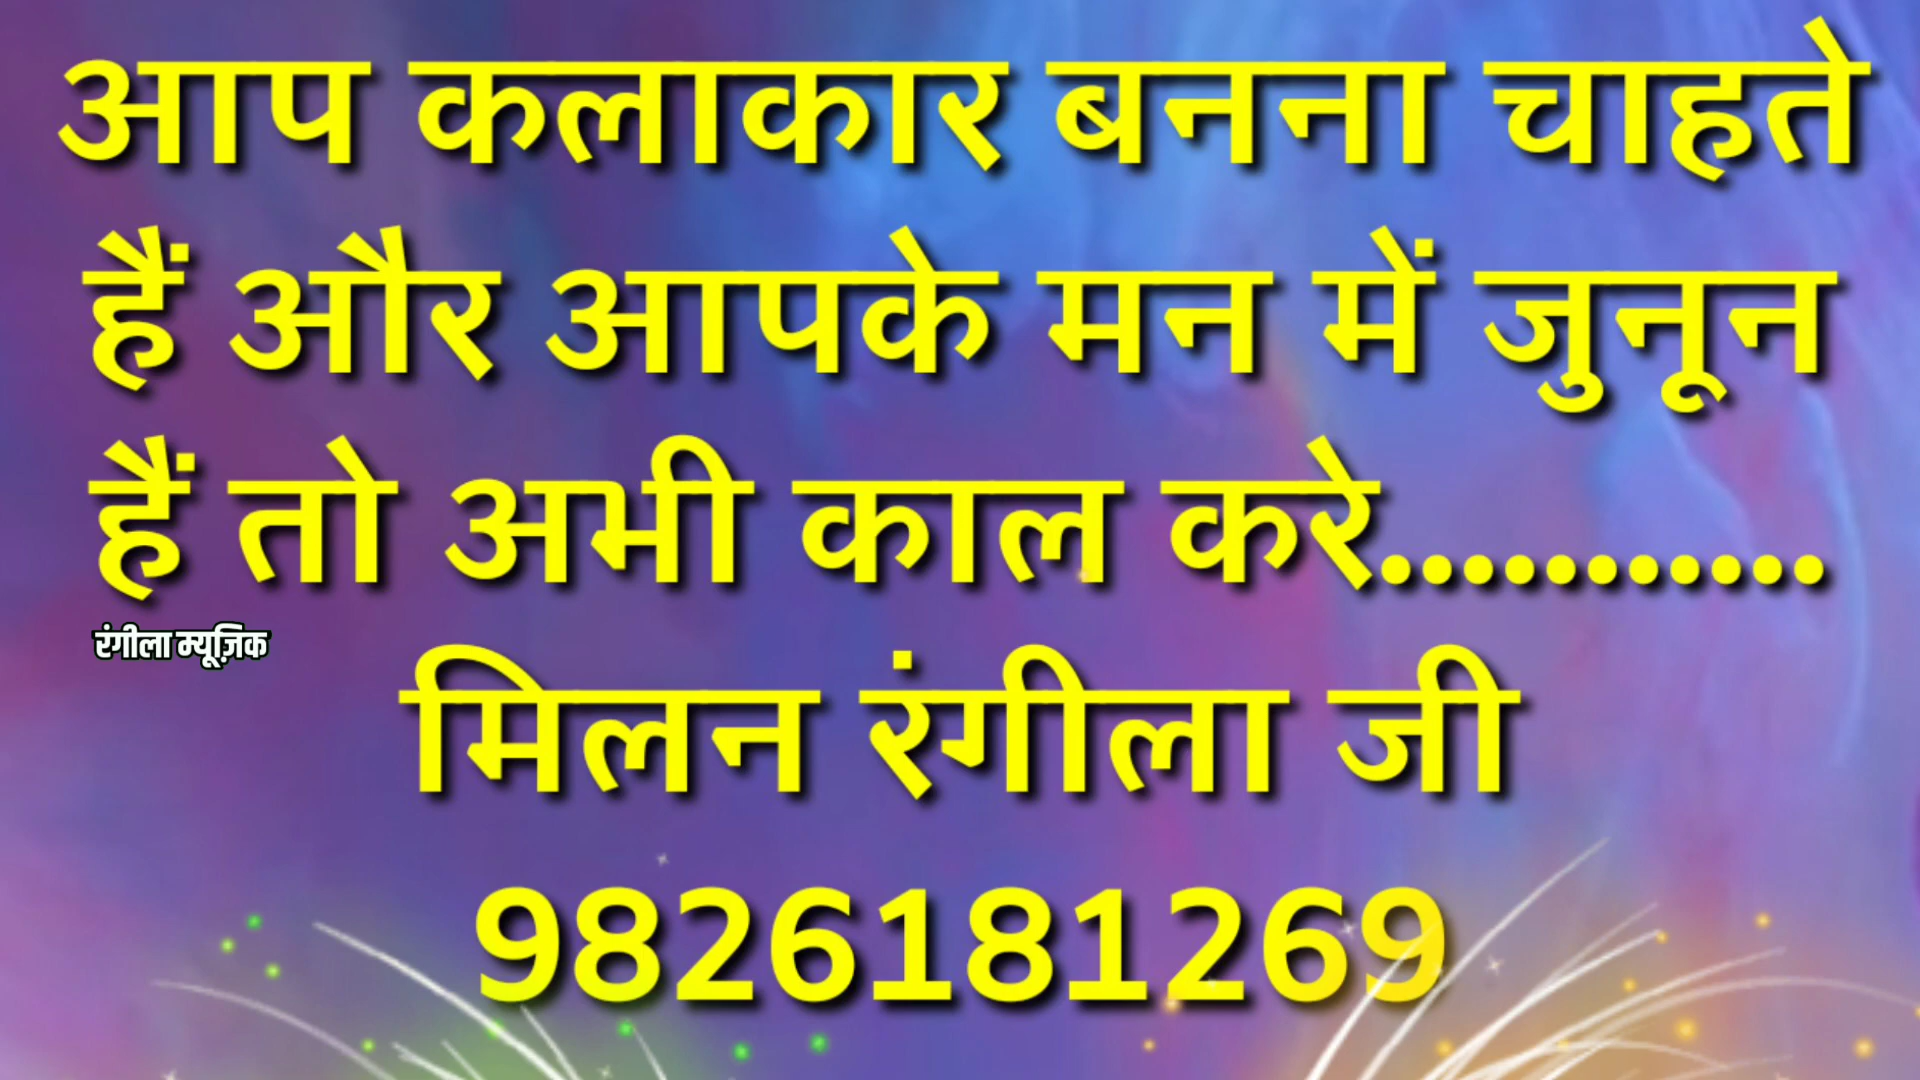 आप कलाकार बनना चाहते
हैं और आपके मन में जुनून
हैं तो अभी काल करे...........
रंगीला म्यूज़िक
मिलन रंगीला जी
9826181269